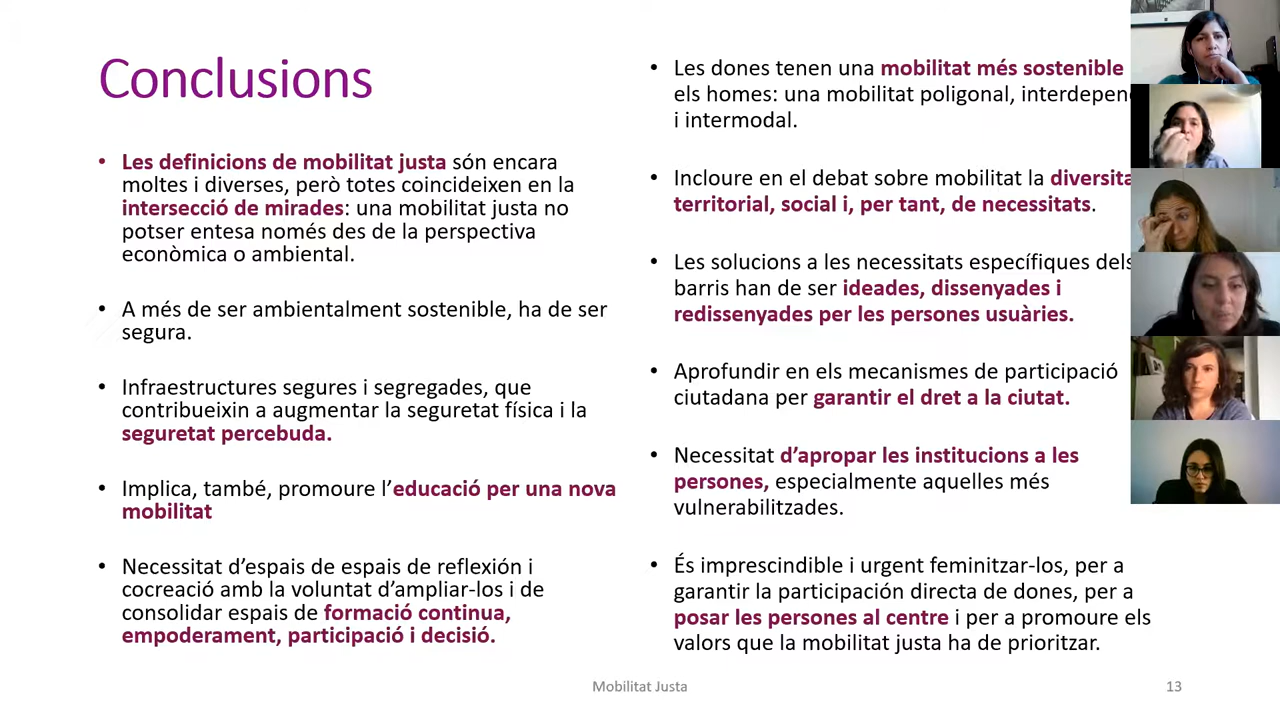 Conclusions
• Les definicions de mobilitat justa són encara
moltes i diverses, però totes coincideixen en la
intersecció de mirades: una mobilitat justa no
potser entesa només des de la perspectiva
econòmica o ambiental.
• A més de ser ambientalment sostenible, ha de ser
segura.
• Infraestructures segures i segregades, que
contribueixin a augmentar la seguretat física i la
seguretat percebuda.
• Implica, també, promoure l’educació per una nova
mobilitat
• Necessitat d’espais de espais de reflexión i
cocreació amb la voluntat d’ampliar-los i de
consolidar espais de formació continua,
empoderament, participació i decisió.
• Les dones tenen una mobilitat més sostenible
els homes: una mobilitat poligonal,
i intermodal.
• Incloure en el debat sobre mobilitat la
territorial, social i, per tant, de necessitats.
• Les solucions a les necessitats específiques dels
barris han de ser ideades, dissenyades i
redissenyades per les persones usuàries.
• Aprofundir en els mecanismes de participació
ciutadana per garantir el dret a la ciutat.
• Necessitat d’apropar les institucions a les
persones, especialment aquelles més
vulnerabilitzades.
• És imprescindible i urgent feminitzar-los, per a
garantir la participación directa de dones, per a
posar les persones al centre i per a promoure els
valors que la mobilitat justa ha de prioritzar.
Mobilitat Justa
13